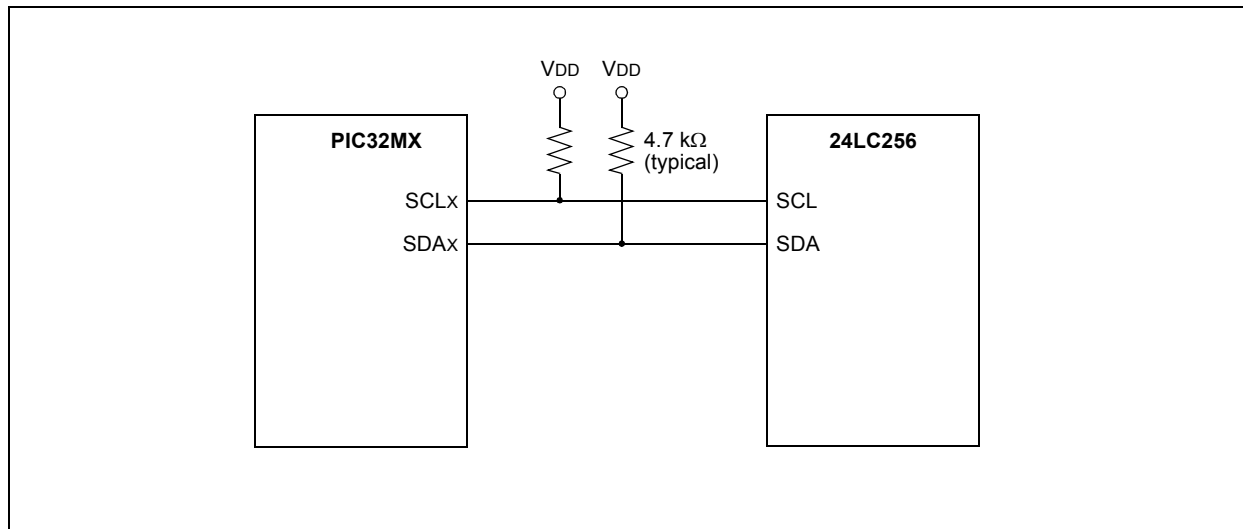 VDD VDD
PIC32MX
4.7 kΩ
(typical)
24LC256
SCLx
SCL
SDAx
SDA